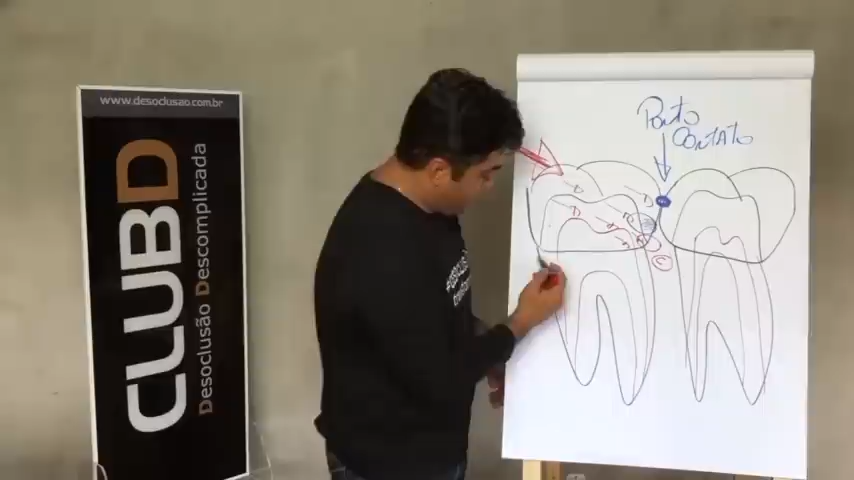 www.desoclusao.com.br
CLUBD
Desoclusão Descomplicada
Ponto
Contato
D
D
D
C